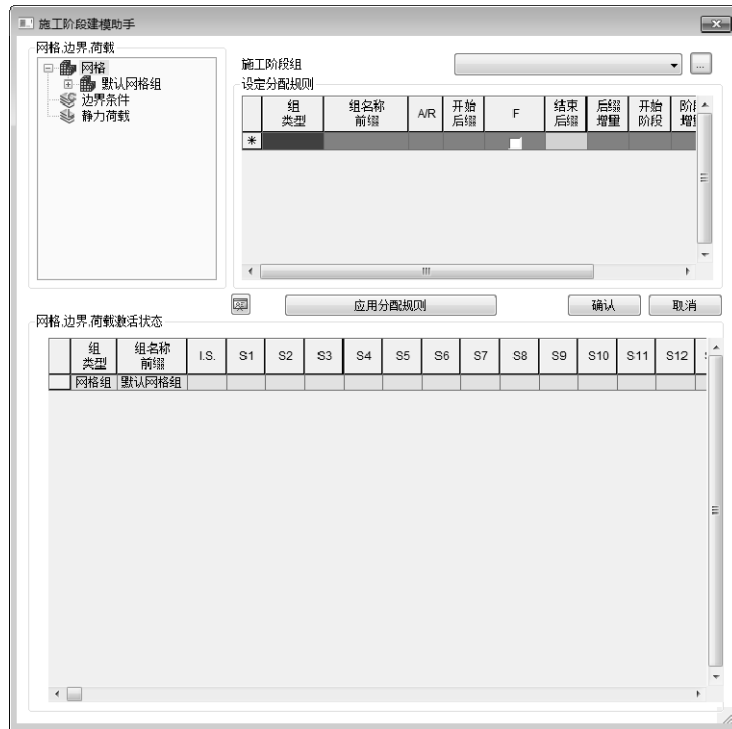 施工阶段建模助手
网格,边界,荷载
网格
默认网格组
边界条件
静力荷载
施工阶段组
...
设定分配规则
组类型 组名称前缀 A/R 开始后缀 F 结束后缀 后缀增量 开始阶段
应用分配规则 确认 取消
网格,边界,荷载激活状态
组类型 组名称前缀 I.S. S1 S2 S3 S4 S5 S6 S7 S8 S9 S10 S11 S12
网格组 默认网格组